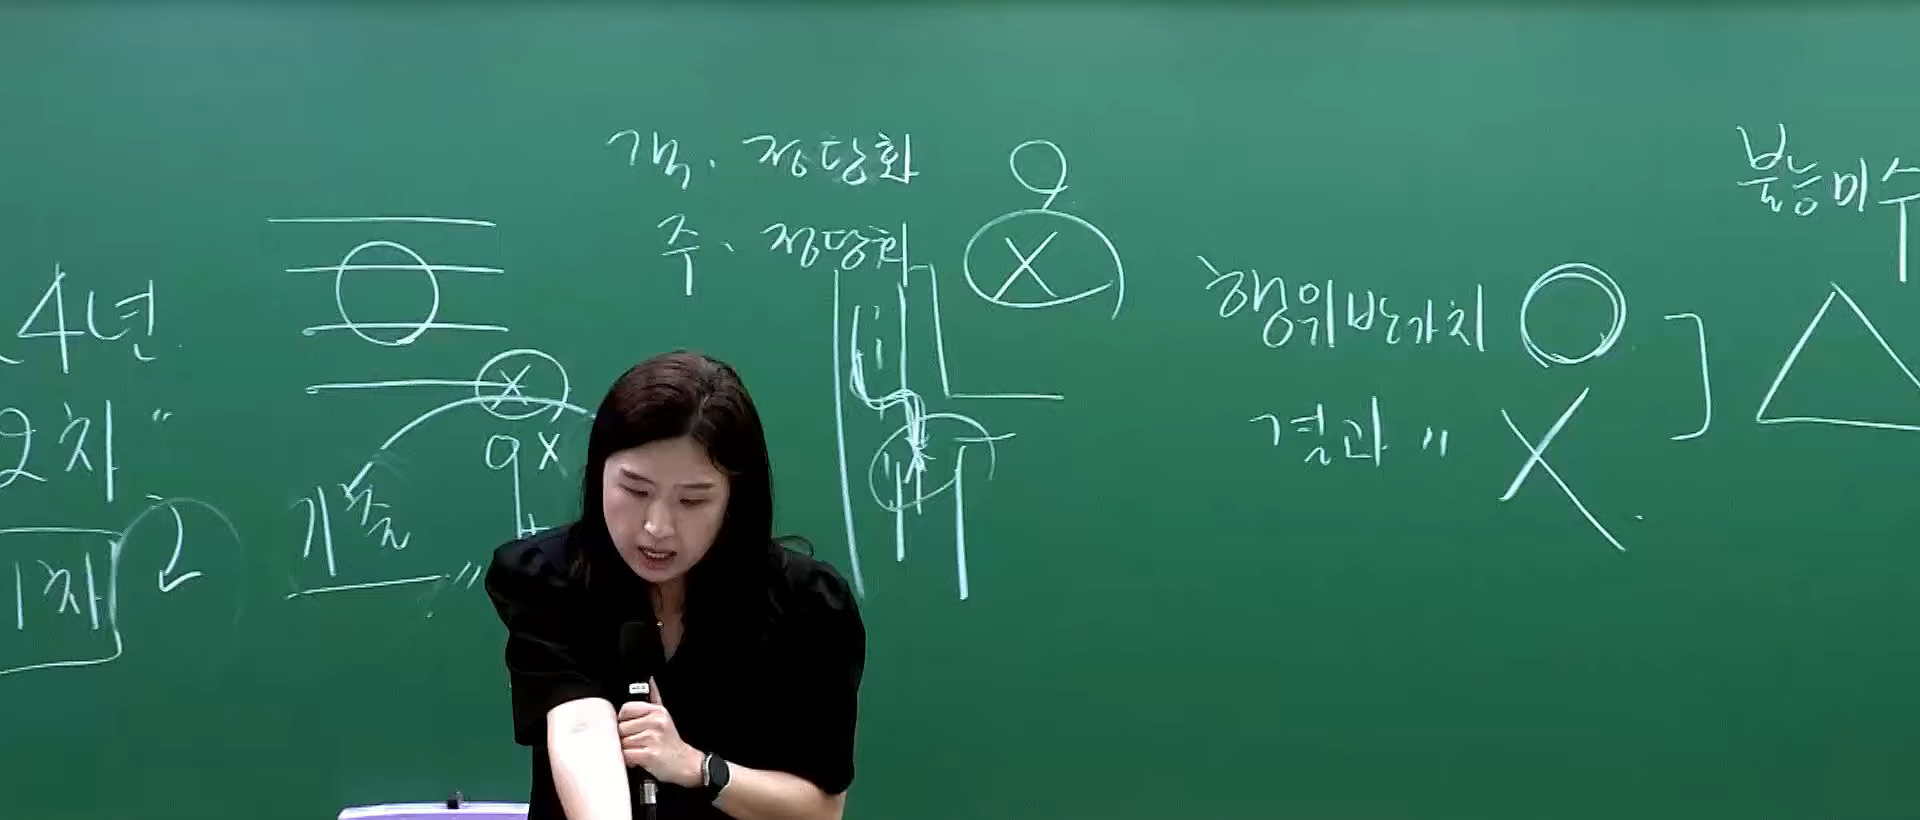 4년
2차 "
1차
기출 "
객. 정당화 O
주. 정당화 X
행위반가치 O
결과 " X
불능미수